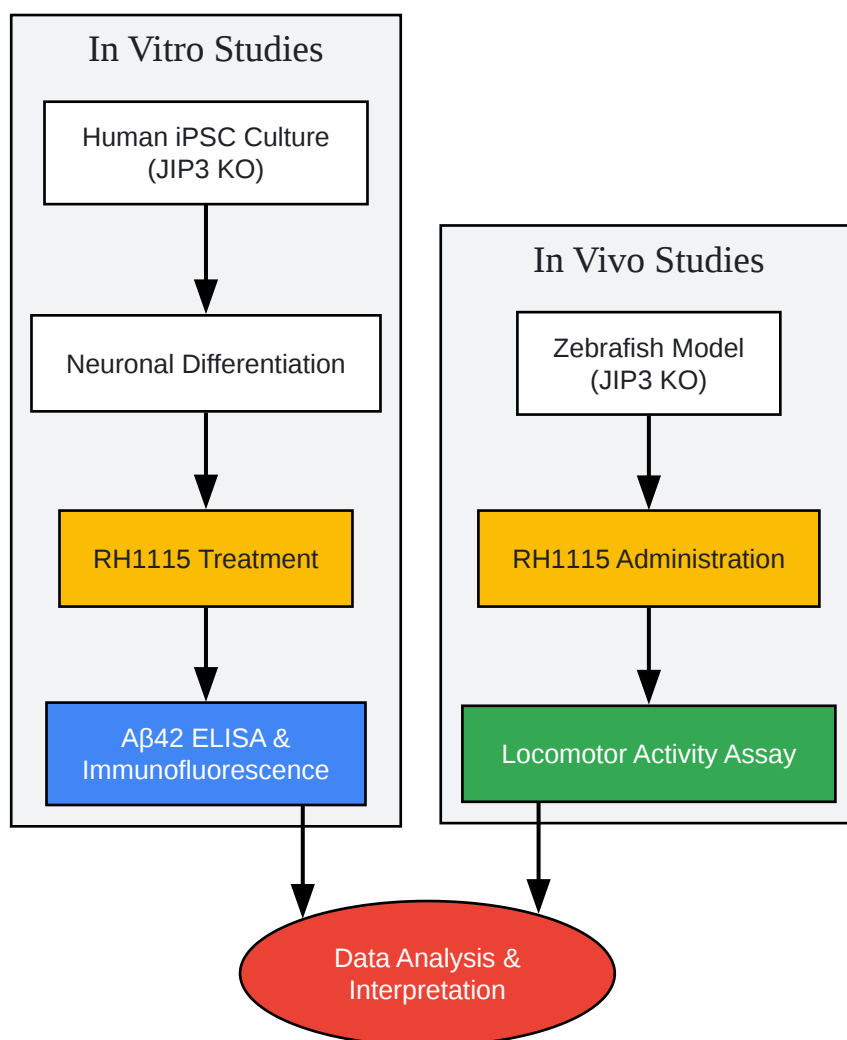 In Vitro Studies
Human iPSC Culture
(JIP3 KO)
Neuronal Differentiation
RH1115 Treatment
Aβ42 ELISA &
Immunofluorescence
In Vivo Studies
Zebrafish Model
(JIP3 KO)
RH1115 Administration
Locomotor Activity Assay
Data Analysis &
Interpretation